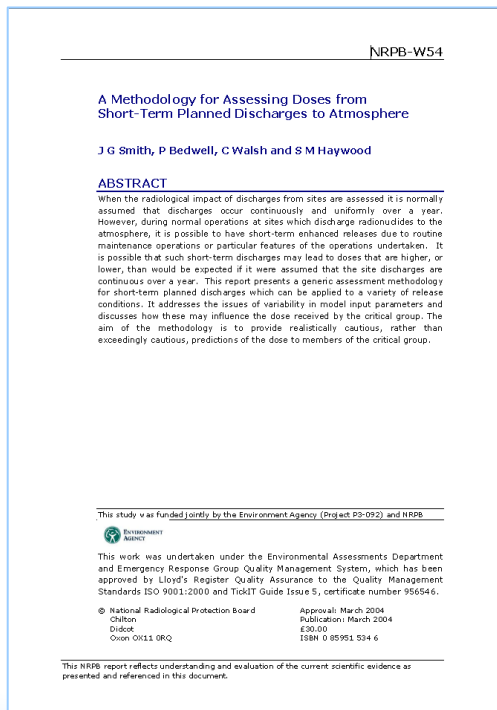 NRPB-W54
A Methodology for Assessing Doses from
Short-Term Planned Discharges to Atmosphere
J G Smith, P Bedwell, C Walsh and S M Haywood
ABSTRACT
When the radiological impact of discharges from sites are assessed it is normally
assumed that discharges occur continuously and uniformly over a year.
However, during normal operations at sites which discharge radionuclides to the
atmosphere, it is possible to have short-term enhanced releases due to routine
maintenance operations or particular features of the operations undertaken. It
is possible that such short-term discharges may lead to doses that are higher, or
lower, than would be expected if it were assumed that the site discharges are
continuous over a year. This report presents a generic assessment methodology
for short-term planned discharges which can be applied to a variety of release
conditions. It addresses the issues of variability in model input parameters and
discusses how these may influence the dose received by the critical group. The
aim of the methodology is to provide realistically cautious, rather than
exceedingly cautious, predictions of the dose to members of the critical group.
This study was funded jointly by the Environment Agency (Project P3-092) and NRPB
ENVIRONMENT
AGENCY
This work was undertaken under the Environmental Assessments Department
and Emergency Response Group Quality Management System, which has been
approved by Lloyd's Register Quality Assurance to the Quality Management
Standards ISO 9001:2000 and TickIT Guide Issue 5, certificate number 956546.
© National Radiological Protection Board
Chilton
Didcot
Oxon OX11 0RQ
Approval: March 2004
Publication: March 2004
£30.00
ISBN 0 85951 534 6
This NRPB report reflects understanding and evaluation of the current scientific evidence as
presented and referenced in this document.